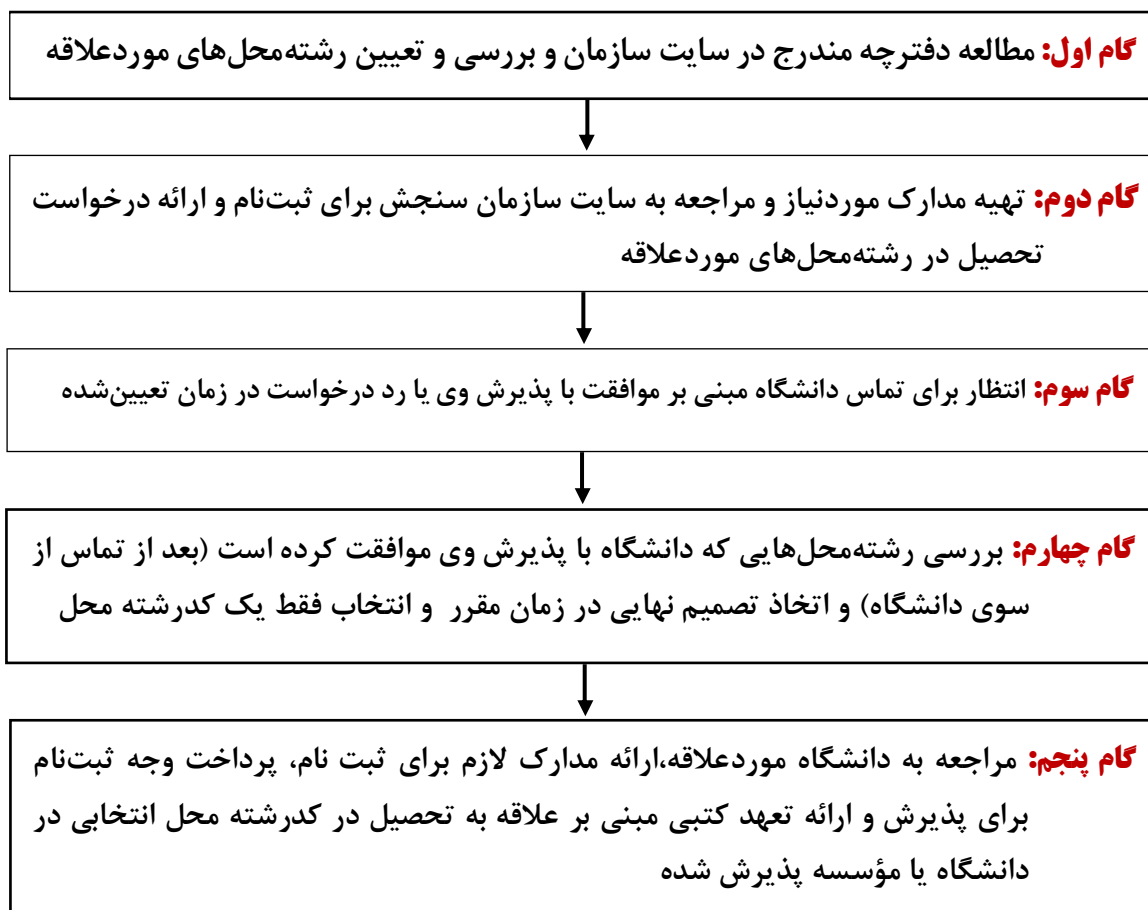 گام اول: مطالعه دفترچه مندرج در سایت سازمان و بررسی و تعیین رشته‌محل‌های موردعلاقه
گام دوم: تهیه مدارک موردنیاز و مراجعه به سایت سازمان سنجش برای ثبت‌نام و ارائه درخواست
تحصیل در رشته‌محل‌های موردعلاقه
گام سوم: انتظار برای تماس دانشگاه مبنی بر موافقت با پذیرش وی یا رد درخواست در زمان تعیین‌شده
گام چهارم: بررسی رشته‌محل‌هایی که دانشگاه با پذیرش وی موافقت کرده است (بعد از تماس از
سوی دانشگاه) و اتخاذ تصمیم نهایی در زمان مقرر و انتخاب فقط یک کدرشته محل
گام پنجم: مراجعه به دانشگاه موردعلاقه،ارائه مدارک لازم برای ثبت نام، پرداخت وجه ثبت‌نام
برای پذیرش و ارائه تعهد کتبی مبنی بر علاقه به تحصیل در کدرشته محل انتخابی در
دانشگاه یا مؤسسه پذیرش شده